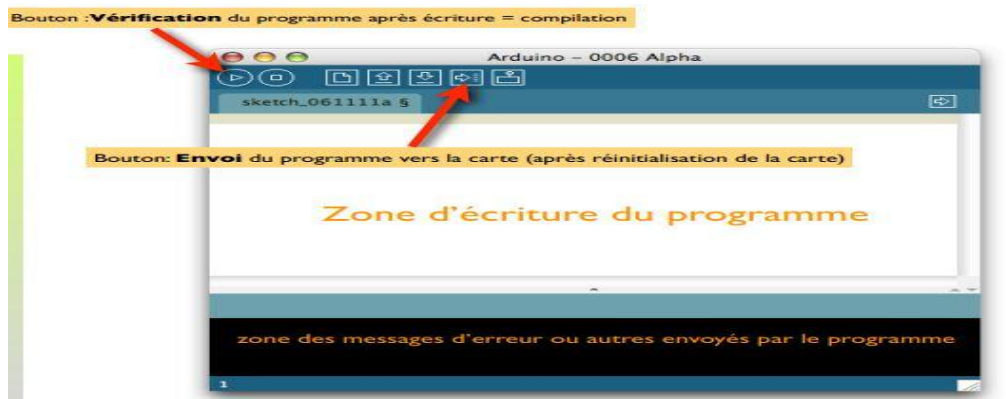 Bouton :Vérification du programme après écriture = compilation
Arduino – 0006 Alpha
sketch_061111a §
Bouton: Envoi du programme vers la carte (après réinitialisation de la carte)
Zone d'écriture du programme
zone des messages d'erreur ou autres envoyés par le programme
1